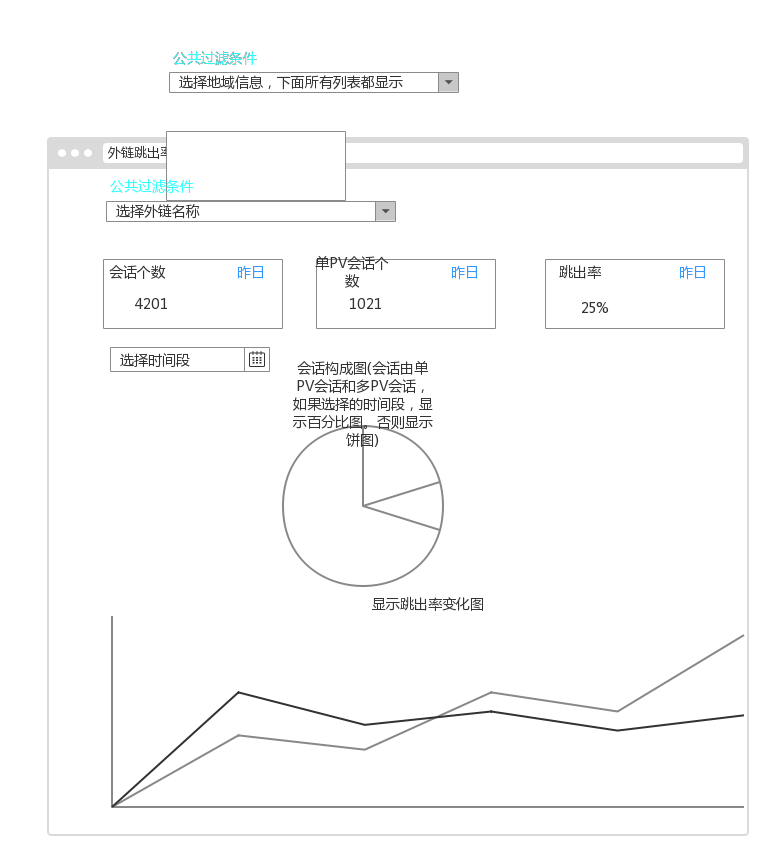 公共过滤条件
选择地域信息，下面所有列表都显示
外链跳出率
公共过滤条件
选择外链名称
会话个数
昨日
4201
单PV会话个
数
昨日
1021
跳出率
昨日
25%
选择时间段
会话构成图(会话由单
PV会话和多PV会话，
如果选择的时间段，显
示百分比图。否则显示
饼图)
显示跳出率变化图